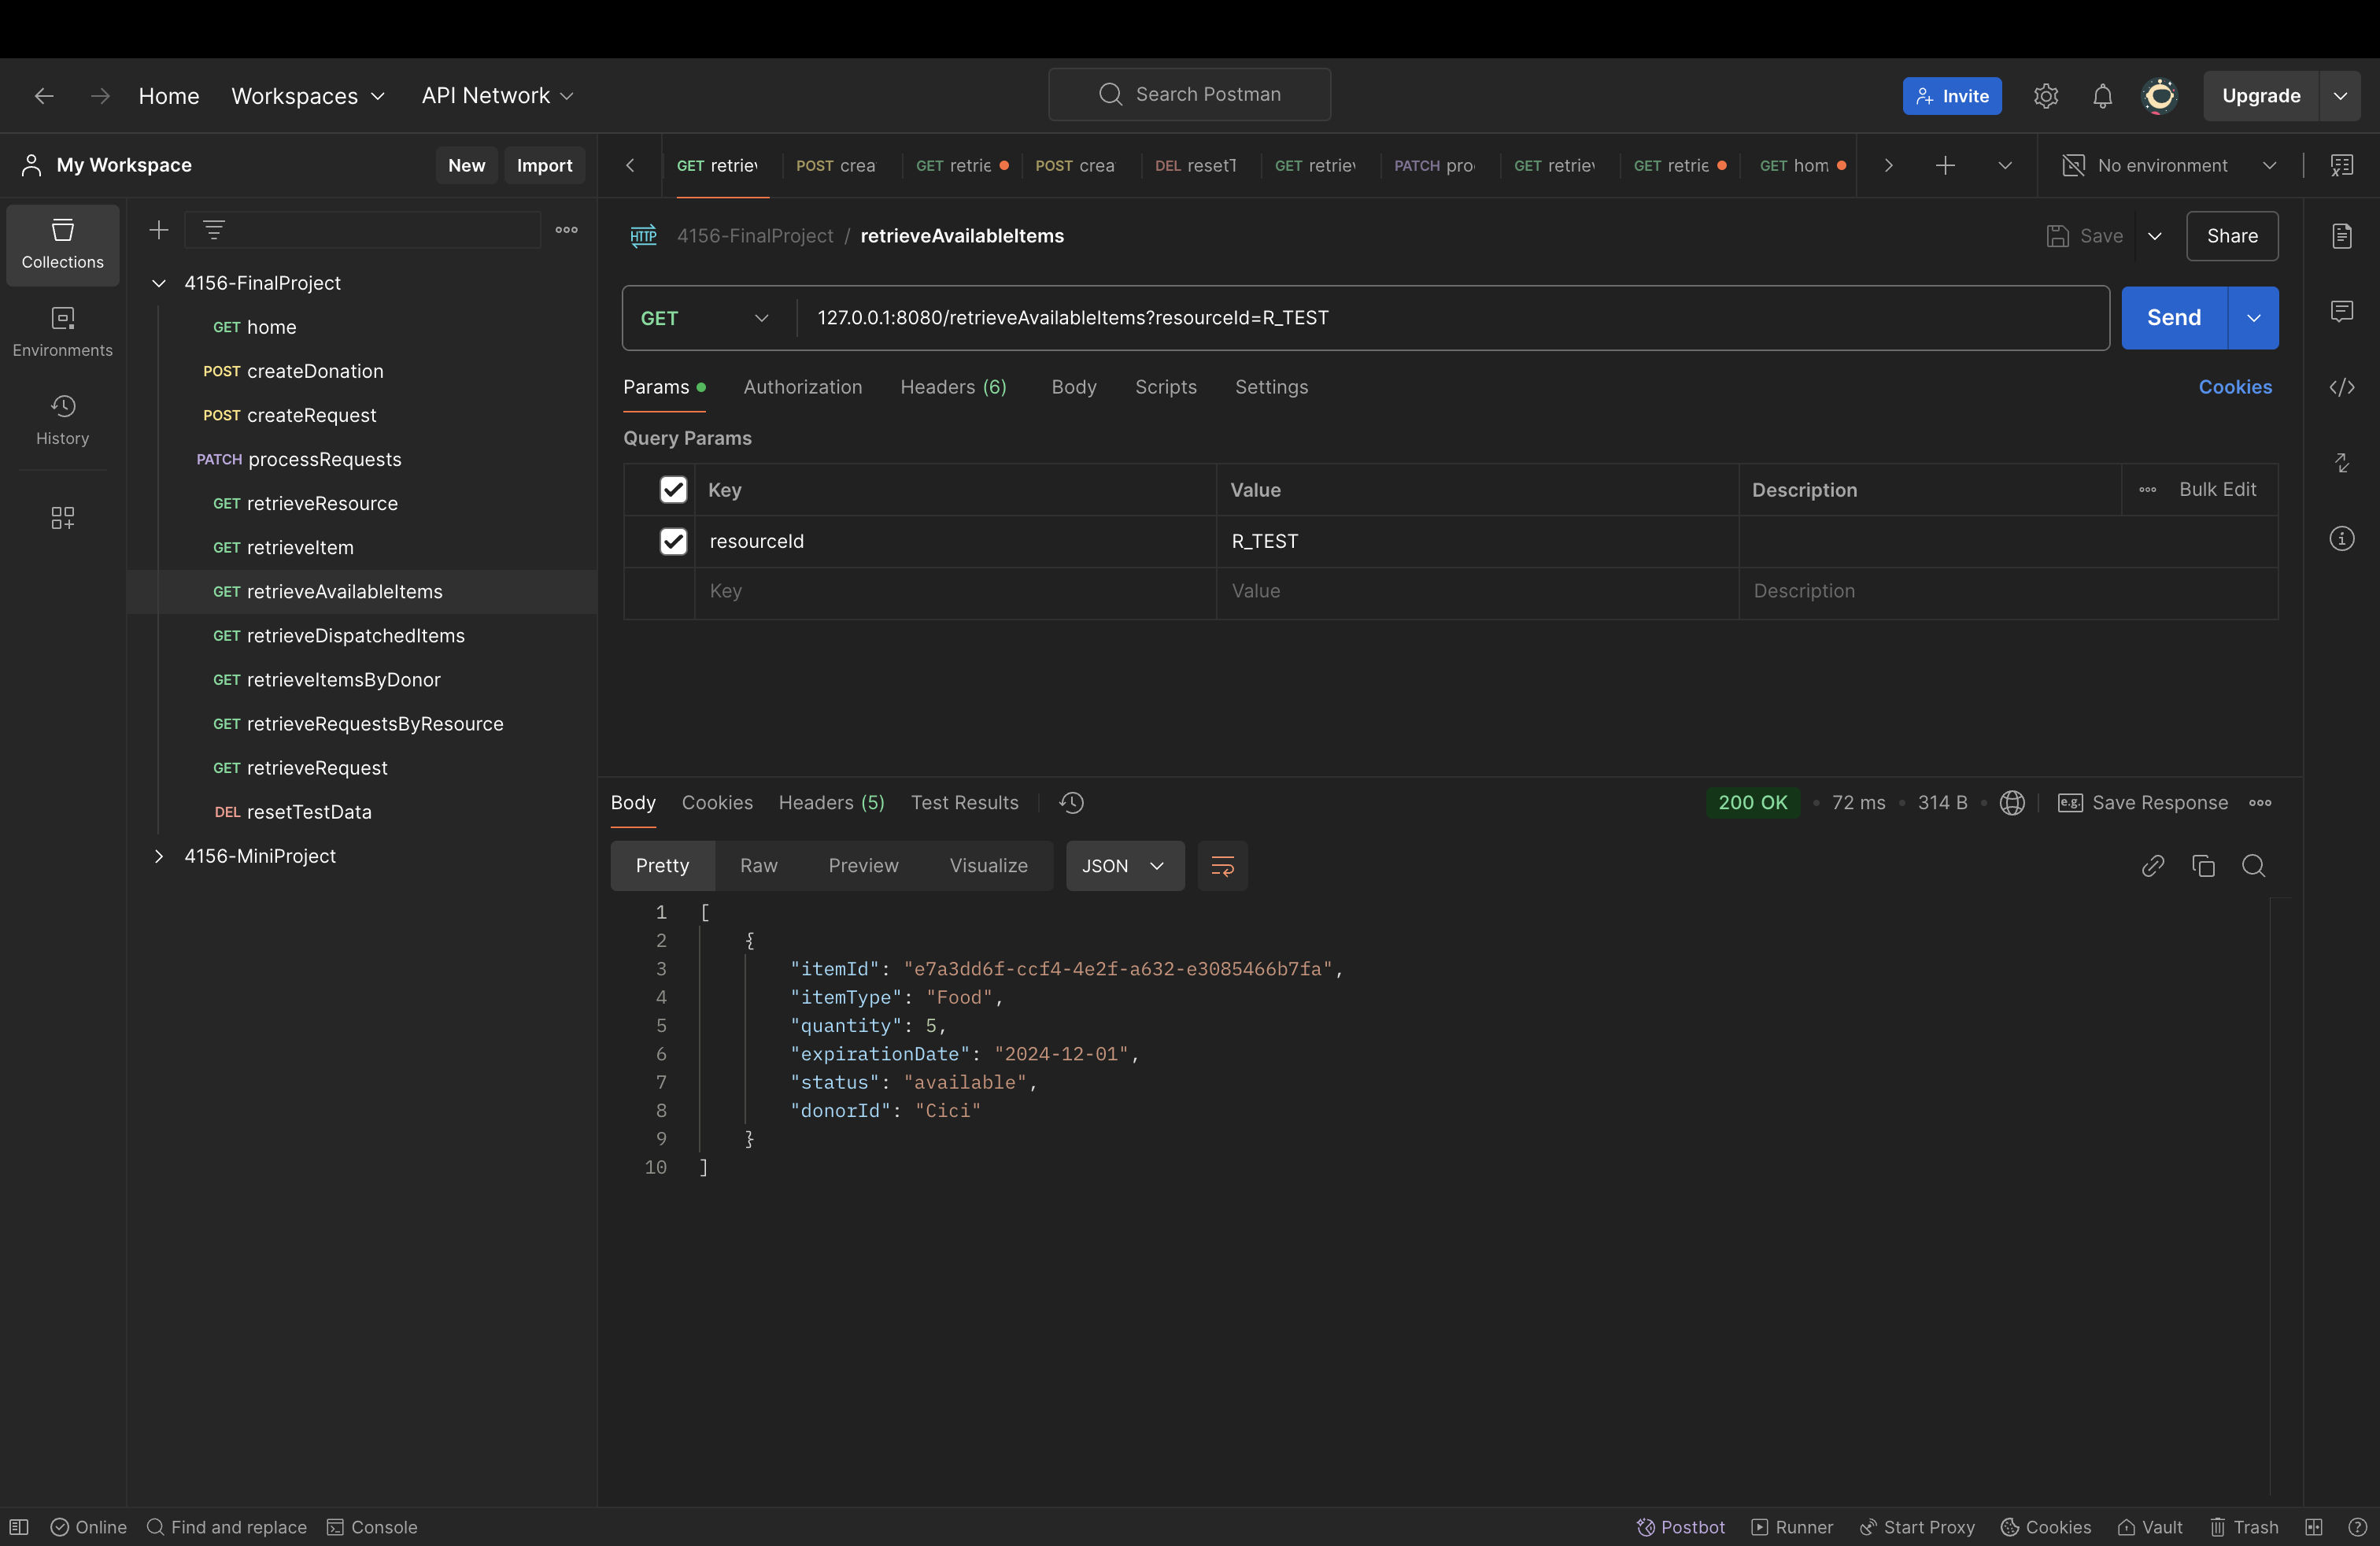 Home Workspaces API Network Search Postman Invite Upgrade
My Workspace New Import
GET retriev POST crea GET retrie POST crea DEL resetT GET retriev PATCH pro GET retriev GET retrie GET hom No environment
Collections
Environments
History
4156-FinalProject
GET home
POST createDonation
POST createRequest
PATCH processRequests
GET retrieveResource
GET retrieveItem
GET retrieveAvailableItems
GET retrieveDispatchedItems
GET retrieveItemsByDonor
GET retrieveRequestsByResource
GET retrieveRequest
DEL resetTestData
4156-MiniProject
HTTP 4156-FinalProject / retrieveAvailableItems Save Share
GET 127.0.0.1:8080/retrieveAvailableItems?resourceId=R_TEST Send
Params Authorization Headers (6) Body Scripts Settings Cookies
Query Params
Key Value Description Bulk Edit
resourceId R_TEST
Key Value Description
Body Cookies Headers (5) Test Results 200 OK 72 ms 314 B e.g. Save Response
Pretty Raw Preview Visualize JSON
1 [
2 {
3 "itemId": "e7a3dd6f-ccf4-4e2f-a632-e3085466b7fa",
4 "itemType": "Food",
5 "quantity": 5,
6 "expirationDate": "2024-12-01",
7 "status": "available",
8 "donorId": "Cici"
9 }
10 ]
Online Find and replace Console Postbot Runner Start Proxy Cookies Vault Trash